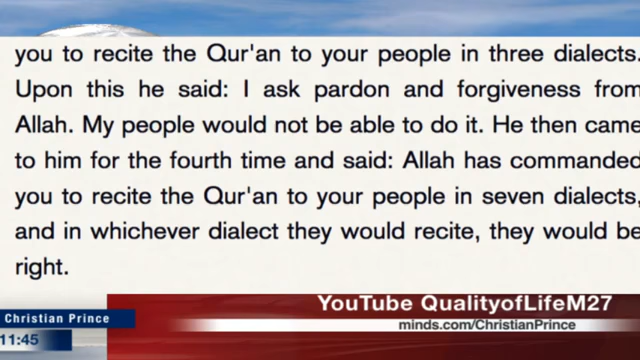 you to recite the Qur'an to your people in three dialects.
Upon this he said: I ask pardon and forgiveness from
Allah. My people would not be able to do it. He then came
to him for the fourth time and said: Allah has commanded
you to recite the Qur'an to your people in seven dialects,
and in whichever dialect they would recite, they would be
right.
YouTube QualityofLifeM27
Christian Prince
minds.com/ChristianPrince
11:45